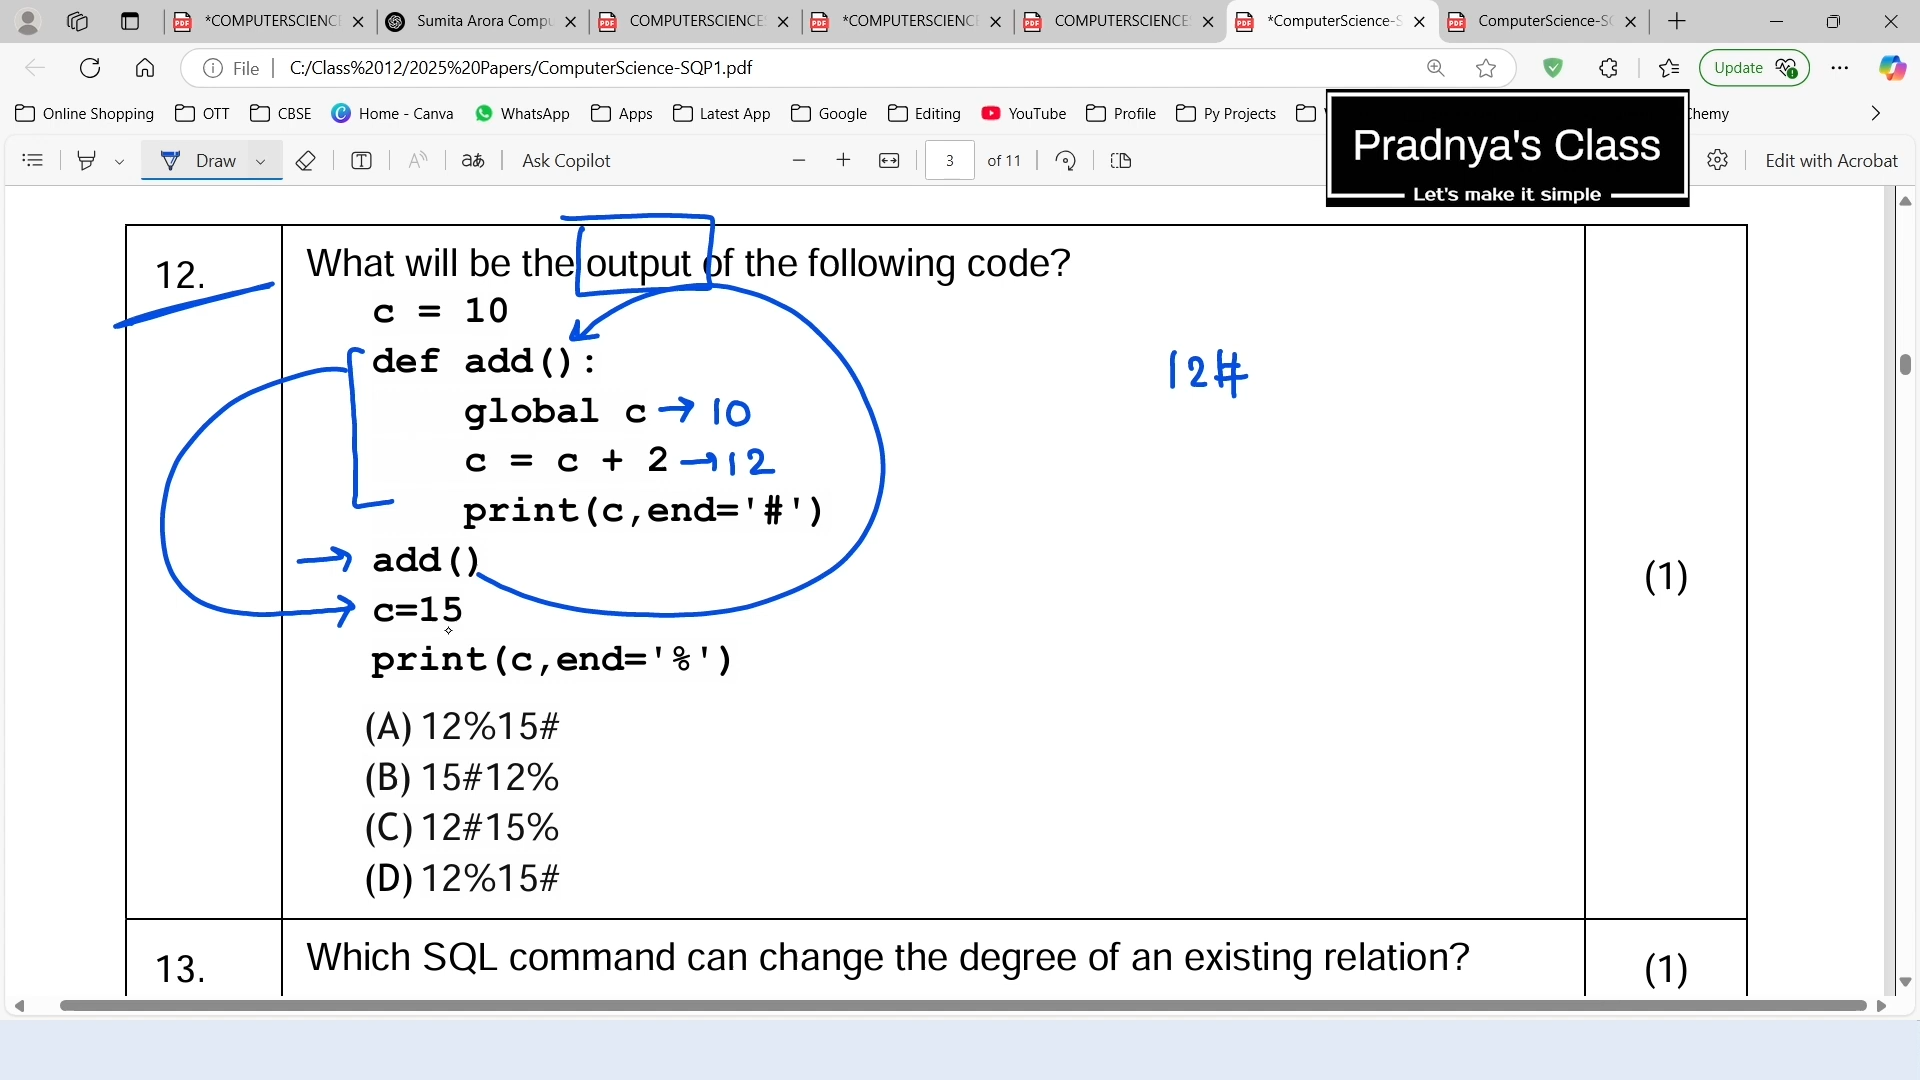 *COMPUTERSCIENC
Sumita Arora Compu
COMPUTERSCIENCE
*COMPUTERSCIENC
COMPUTERSCIENCE
*ComputerScience-S
ComputerScience-S
File
C:/Class%2012/2025%20Papers/ComputerScience-SQP1.pdf
Update
Online Shopping
OTT
CBSE
Home - Canva
WhatsApp
Apps
Latest App
Google
Editing
YouTube
Profile
Py Projects
chemy
Pradnya's Class
Let's make it simple
Draw
aあ
Ask Copilot
3 of 11
Edit with Acrobat
12. What will be the output of the following code?
c = 10
def add():
12#
global c → 10
c = c + 2 → 12
print(c,end='#')
add()
(1)
c=15
print(c,end='%')
(A) 12%15#
(B) 15#12%
(C) 12#15%
(D) 12%15#
13. Which SQL command can change the degree of an existing relation? (1)